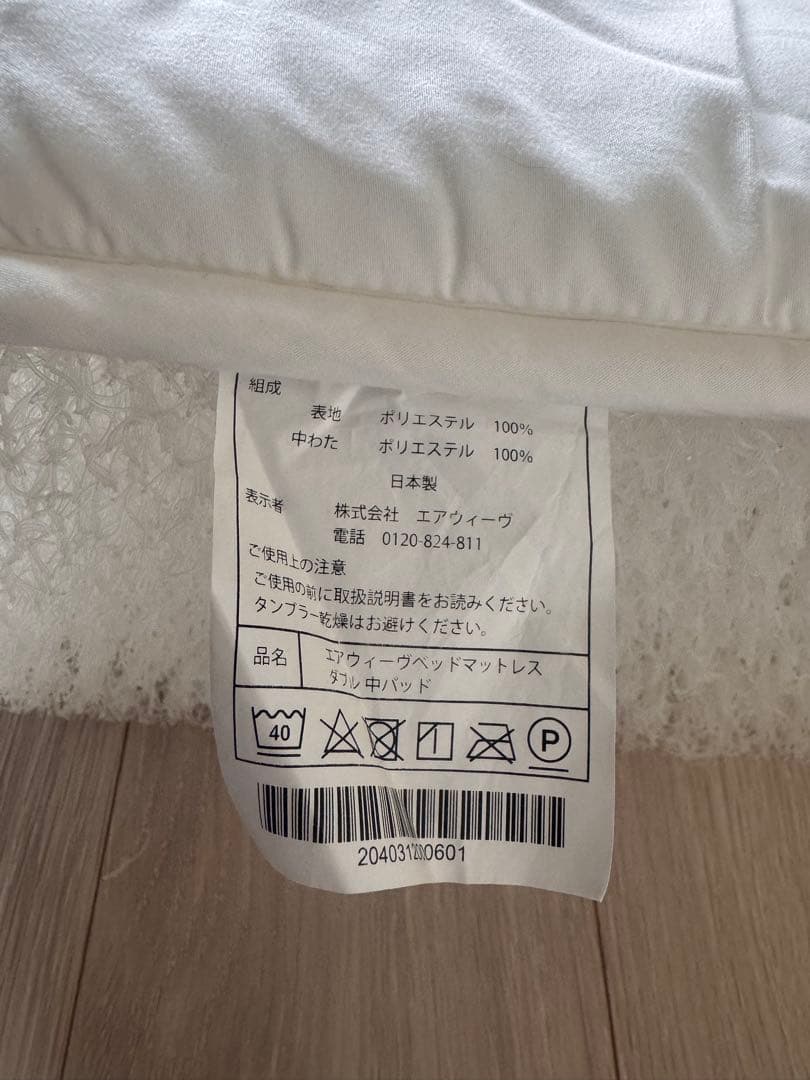 組成
表地 ポリエステル 100%
中わた ポリエステル 100%
日本製
表示者 株式会社 エアウィーヴ
電話 0120-824-811
ご使用上の注意
ご使用の前に取扱説明書をお読みください。
タンブラー乾燥はお避けください。
品名 エアウィーヴベッドマットレス
ダブル 中パッド
40 P